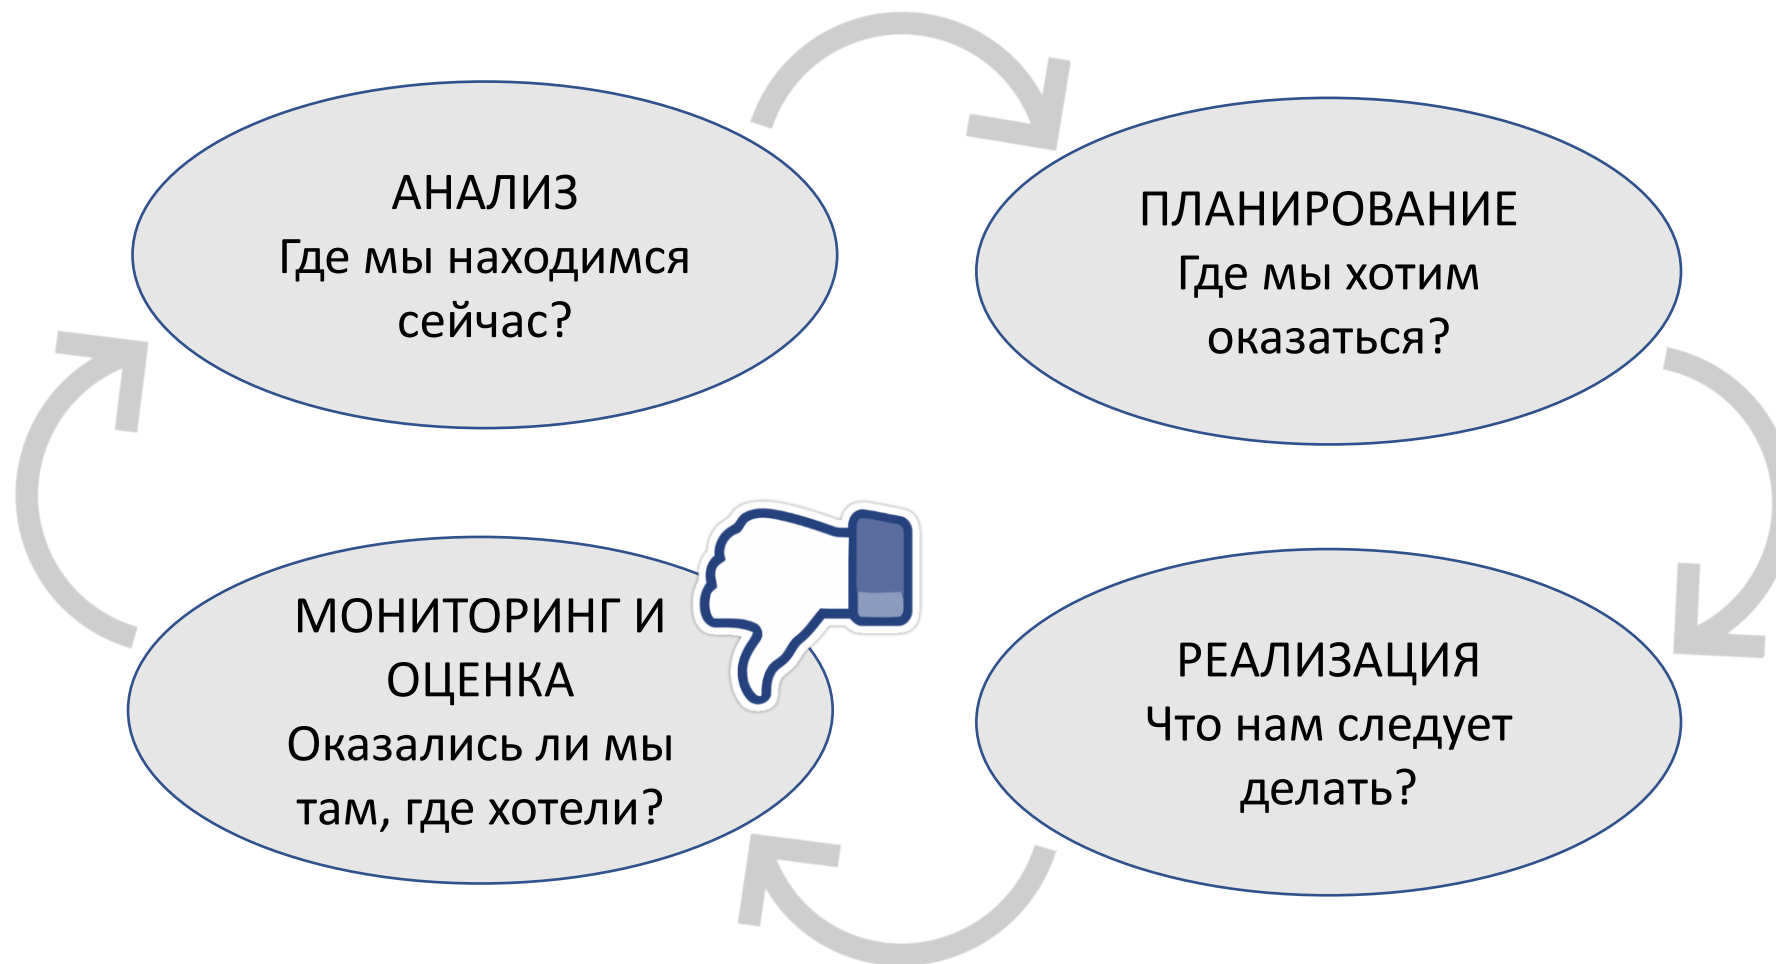 АНАЛИЗ
Где мы находимся
сейчас?
ПЛАНИРОВАНИЕ
Где мы хотим
оказаться?
РЕАЛИЗАЦИЯ
Что нам следует
делать?
МОНИТОРИНГ И
ОЦЕНКА
Оказались ли мы
там, где хотели?